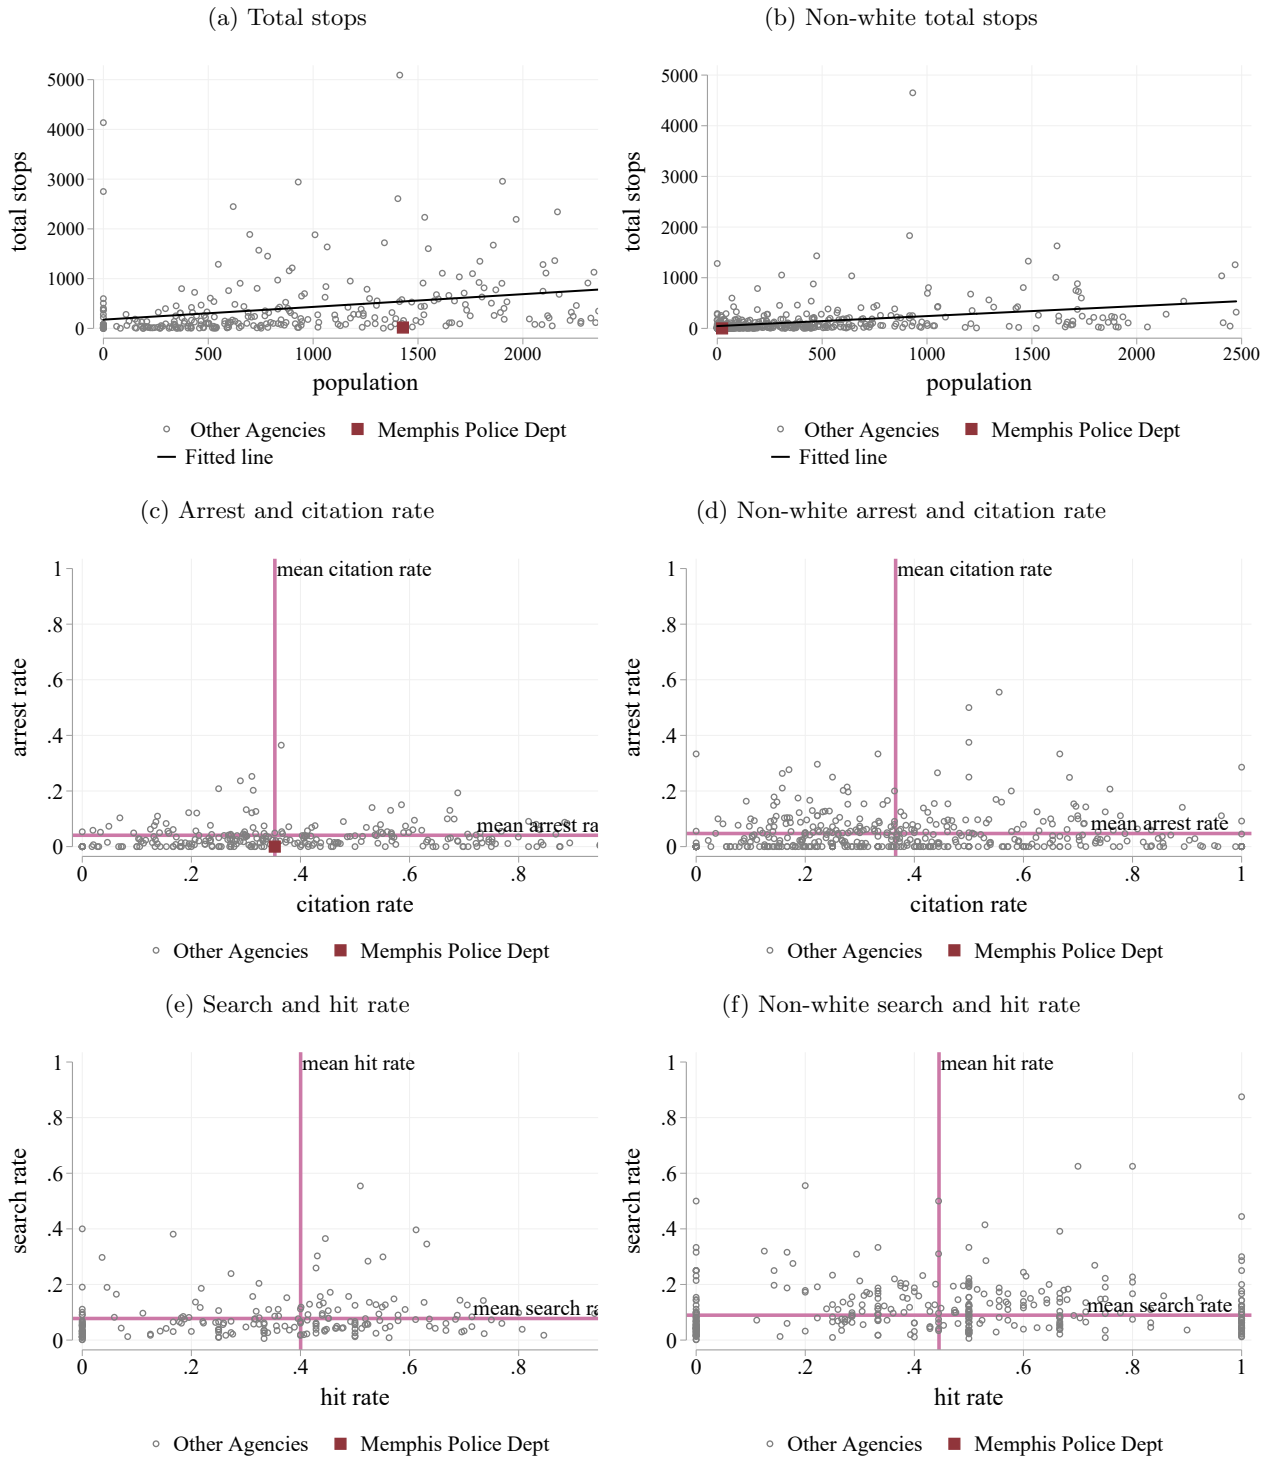 (a) Total stops
(b) Non-white total stops
total stops
5000
4000
3000
2000
1000
0
0 500 1000 1500 2000
population
Other Agencies Memphis Police Dept
Fitted line
total stops
5000
4000
3000
2000
1000
0
0 500 1000 1500 2000 2500
population
Other Agencies Memphis Police Dept
Fitted line
(c) Arrest and citation rate
(d) Non-white arrest and citation rate
arrest rate
1
.8
.6
.4
.2
0
mean citation rate
mean arrest ra
0 .2 .4 .6 .8
citation rate
Other Agencies Memphis Police Dept
arrest rate
1
.8
.6
.4
.2
0
mean citation rate
mean arrest rate
0 .2 .4 .6 .8 1
citation rate
Other Agencies Memphis Police Dept
(e) Search and hit rate
(f) Non-white search and hit rate
search rate
1
.8
.6
.4
.2
0
mean hit rate
mean search ra
0 .2 .4 .6 .8
hit rate
Other Agencies Memphis Police Dept
search rate
1
.8
.6
.4
.2
0
mean hit rate
mean search rate
0 .2 .4 .6 .8 1
hit rate
Other Agencies Memphis Police Dept